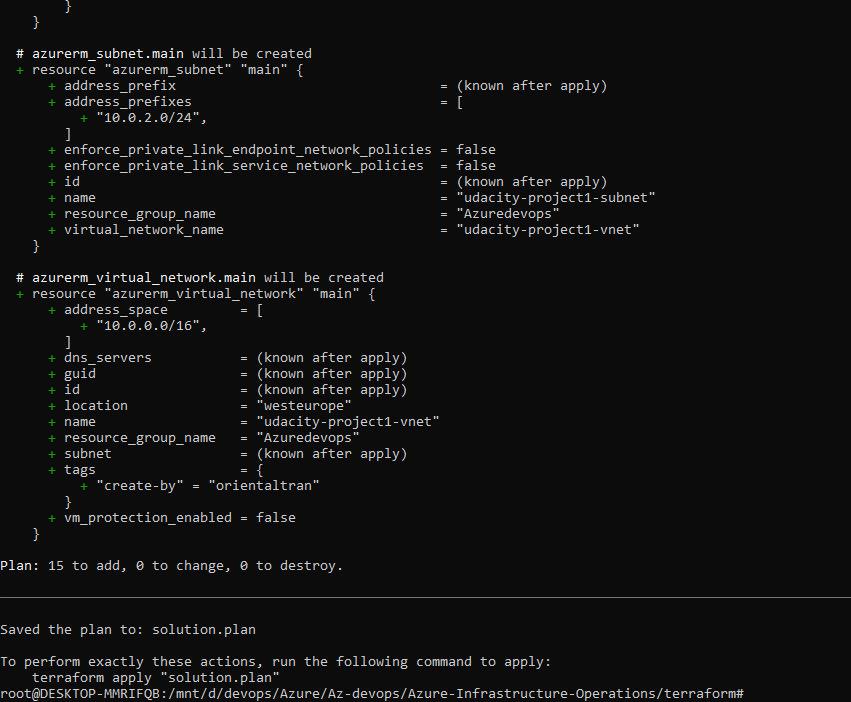 }
}
# azurerm_subnet.main will be created
+ resource "azurerm_subnet" "main" {
+ address_prefix = (known after apply)
+ address_prefixes = [
+ "10.0.2.0/24",
]
+ enforce_private_link_endpoint_network_policies = false
+ enforce_private_link_service_network_policies = false
+ id = (known after apply)
+ name = "udacity-project1-subnet"
+ resource_group_name = "Azuredevops"
+ virtual_network_name = "udacity-project1-vnet"
}
# azurerm_virtual_network.main will be created
+ resource "azurerm_virtual_network" "main" {
+ address_space = [
+ "10.0.0.0/16",
]
+ dns_servers = (known after apply)
+ guid = (known after apply)
+ id = (known after apply)
+ location = "westeurope"
+ name = "udacity-project1-vnet"
+ resource_group_name = "Azuredevops"
+ subnet = (known after apply)
+ tags = {
+ "create-by" = "orientaltran"
}
+ vm_protection_enabled = false
}
Plan: 15 to add, 0 to change, 0 to destroy.
Saved the plan to: solution.plan
To perform exactly these actions, run the following command to apply:
terraform apply "solution.plan"
root@DESKTOP-MMRIFQB:/mnt/d/devops/Azure/Az-devops/Azure-Infrastructure-Operations/terraform#